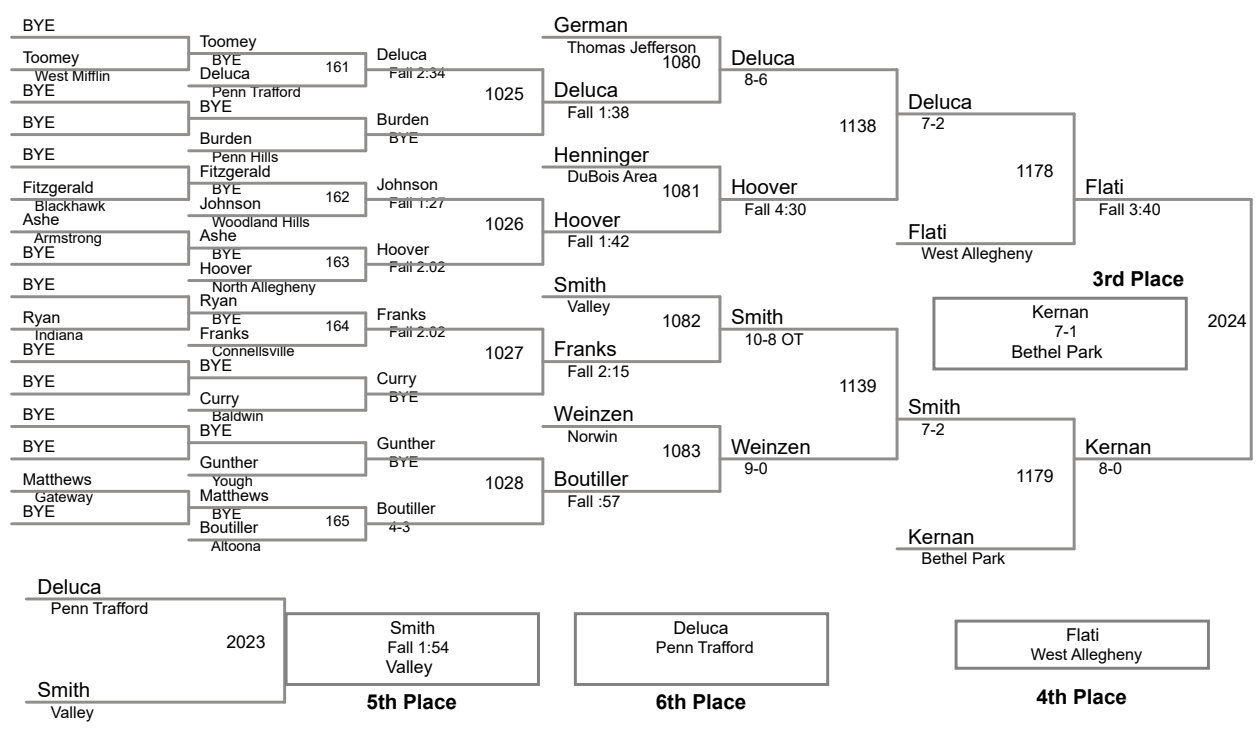 BYE
Toomey
West Mifflin
BYE
BYE
BYE
Fitzgerald
Blackhawk
Ashe
Armstrong
BYE
BYE
Ryan
Indiana
BYE
BYE
BYE
BYE
Matthews
Gateway
BYE
Toomey
BYE
161
Deluca
Penn Trafford
BYE
Burden
Penn Hills
Fitzgerald
BYE
162
Johnson
Woodland Hills
Ashe
BYE
163
Hoover
North Allegheny
Ryan
BYE
164
Franks
Connellsville
BYE
Curry
Baldwin
BYE
Gunther
Yough
Matthews
BYE
165
Boutiller
Altoona
Deluca
Fall 2:34
1025
Burden
BYE
Johnson
Fall 1:27
1026
Hoover
Fall 2:02
Franks
Fall 2:02
1027
Curry
BYE
Gunther
BYE
1028
Boutiller
4-3
German
Thomas Jefferson
1080
Deluca
Fall 1:38
Henninger
DuBois Area
1081
Hoover
Fall 1:42
Smith
Valley
1082
Franks
Fall 2:15
Weinzen
Norwin
1083
Boutiller
Fall :57
Deluca
8-6
1138
Hoover
Fall 4:30
Smith
10-8 OT
1139
Weinzen
9-0
Deluca
7-2
1178
Flati
West Allegheny
Smith
7-2
1179
Kernan
Bethel Park
Flati
Fall 3:40
2024
Kernan
8-0
3rd Place
Kernan
7-1
Bethel Park
Deluca
Penn Trafford
2023
Smith
Valley
Smith
Fall 1:54
Valley
5th Place
Deluca
Penn Trafford
6th Place
Flati
West Allegheny
4th Place